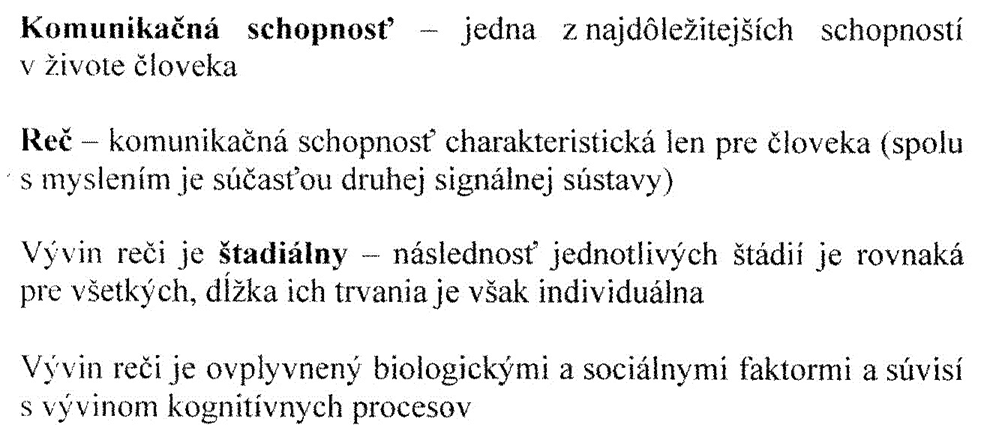 Komunikačná schopnosť – jedna z najdôležitejších schopností
v živote človeka
Reč – komunikačná schopnosť charakteristická len pre človeka (spolu
s myslením je súčasťou druhej signálnej sústavy)
Vývin reči je štadiálny – následnosť jednotlivých štádií je rovnaká
pre všetkých, dĺžka ich trvania je však individuálna
Vývin reči je ovplyvnený biologickými a sociálnymi faktormi a súvisí
s vývinom kognitívnych procesov